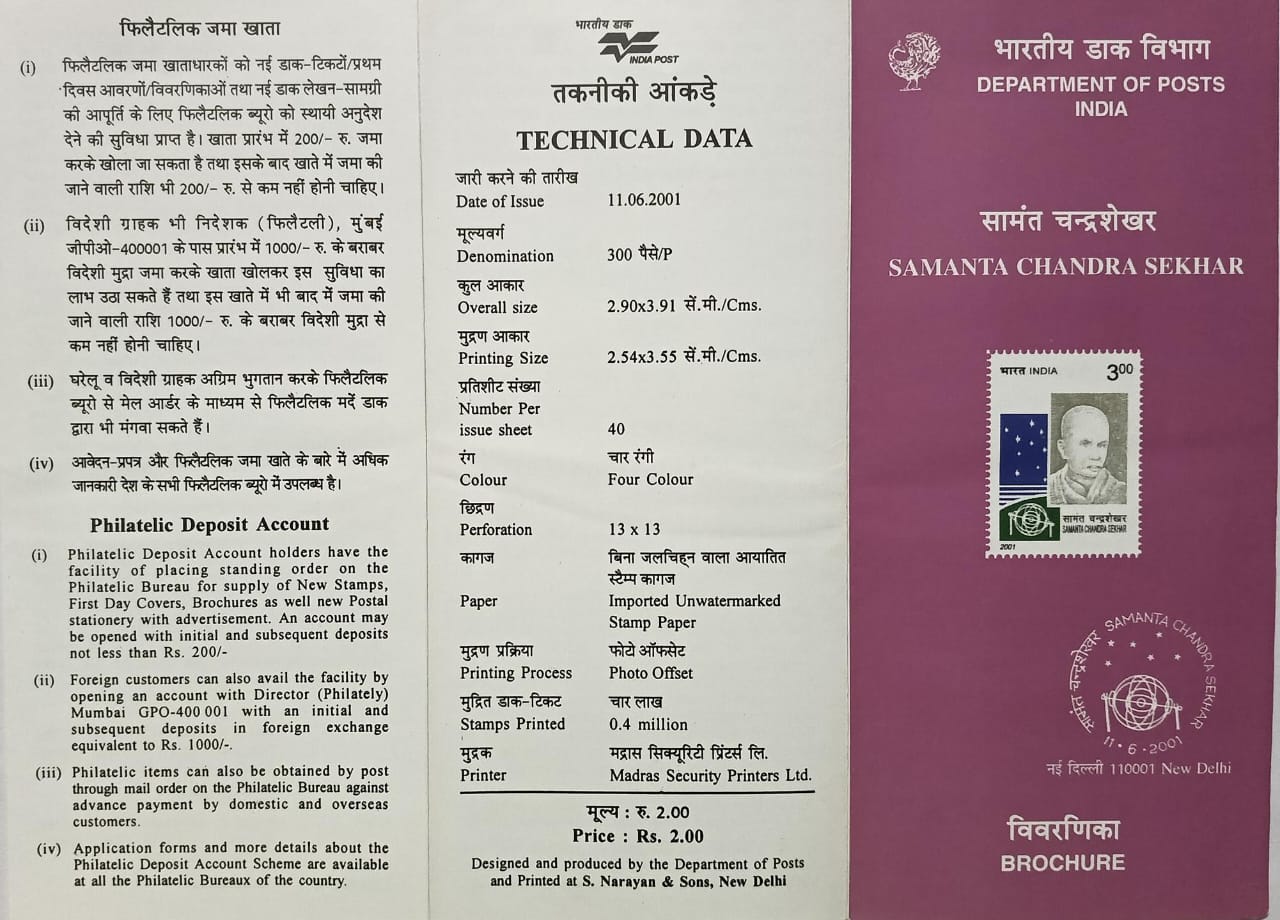 फिलैटलिक जमा खाता
(i) फिलैटलिक जमा खाताधारकों को नई डाक-टिकटों/प्रथम
दिवस आवरणों/विवरणिकाओं तथा नई डाक लेखन-सामग्री
की आपूर्ति के लिए फिलैटलिक ब्यूरो को स्थायी अनुदेश
देने की सुविधा प्राप्त है। खाता प्रारंभ में 200/- रु. जमा
करके खोला जा सकता है तथा इसके बाद खाते में जमा की
जाने वाली राशि भी 200/- रु. से कम नहीं होनी चाहिए।
(ii) विदेशी ग्राहक भी निदेशक (फिलैटली), मुंबई
जीपीओ-400001 के पास प्रारंभ में 1000/- रु. के बराबर
विदेशी मुद्रा जमा करके खाता खोलकर इस सुविधा का
लाभ उठा सकते हैं तथा इस खाते में भी बाद में जमा की
जाने वाली राशि 1000/- रु. के बराबर विदेशी मुद्रा से
कम नहीं होनी चाहिए।
(iii) घरेलू व विदेशी ग्राहक अग्रिम भुगतान करके फिलैटलिक
ब्यूरो से मेल आर्डर के माध्यम से फिलैटलिक मदें डाक
द्वारा भी मंगवा सकते हैं।
(iv) आवेदन-प्रपत्र और फिलैटलिक जमा खाते के बारे में अधिक
जानकारी देश के सभी फिलैटलिक ब्यूरो में उपलब्ध है।
Philatelic Deposit Account
(i) Philatelic Deposit Account holders have the
facility of placing standing order on the
Philatelic Bureau for supply of New Stamps,
First Day Covers, Brochures as well new Postal
stationery with advertisement. An account may
be opened with initial and subsequent deposits
not less than Rs. 200/-
(ii) Foreign customers can also avail the facility by
opening an account with Director (Philately)
Mumbai GPO-400 001 with an initial and
subsequent deposits in foreign exchange
equivalent to Rs. 1000/-.
(iii) Philatelic items can also be obtained by post
through mail order on the Philatelic Bureau against
advance payment by domestic and overseas
customers.
(iv) Application forms and more details about the
Philatelic Deposit Account Scheme are available
at all the Philatelic Bureaux of the country.
भारतीय डाक
INDIA POST
तकनीकी आंकड़े
TECHNICAL DATA
जारी करने की तारीख
Date of Issue 11.06.2001
मूल्यवर्ग
Denomination 300 पैसे/P
कुल आकार
Overall size 2.90x3.91 सें.मी./Cms.
मुद्रण आकार
Printing Size 2.54x3.55 सें.मी./Cms.
प्रतिशीट संख्या
Number Per
issue sheet 40
रंग चार रंगी
Colour Four Colour
छिद्रण
Perforation 13 x 13
कागज बिना जलचिह्न वाला आयातित
स्टैम्प कागज
Paper Imported Unwatermarked
Stamp Paper
मुद्रण प्रक्रिया फोटो ऑफसेट
Printing Process Photo Offset
मुद्रित डाक-टिकट चार लाख
Stamps Printed 0.4 million
मुद्रक मद्रास सिक्यूरिटी प्रिंटर्स लि.
Printer Madras Security Printers Ltd.
मूल्य : रु. 2.00
Price : Rs. 2.00
Designed and produced by the Department of Posts
and Printed at S. Narayan & Sons, New Delhi
भारतीय डाक विभाग
DEPARTMENT OF POSTS
INDIA
सामंत चन्द्रशेखर
SAMANTA CHANDRA SEKHAR
भारत INDIA 300
सामंत चन्द्रशेखर
SAMANTA CHANDRA SEKHAR
2001
सामंत चन्द्रशेखर SAMANTA CHANDRA SEKHAR
11·6·2001
नई दिल्ली 110001 New Delhi
विवरणिका
BROCHURE